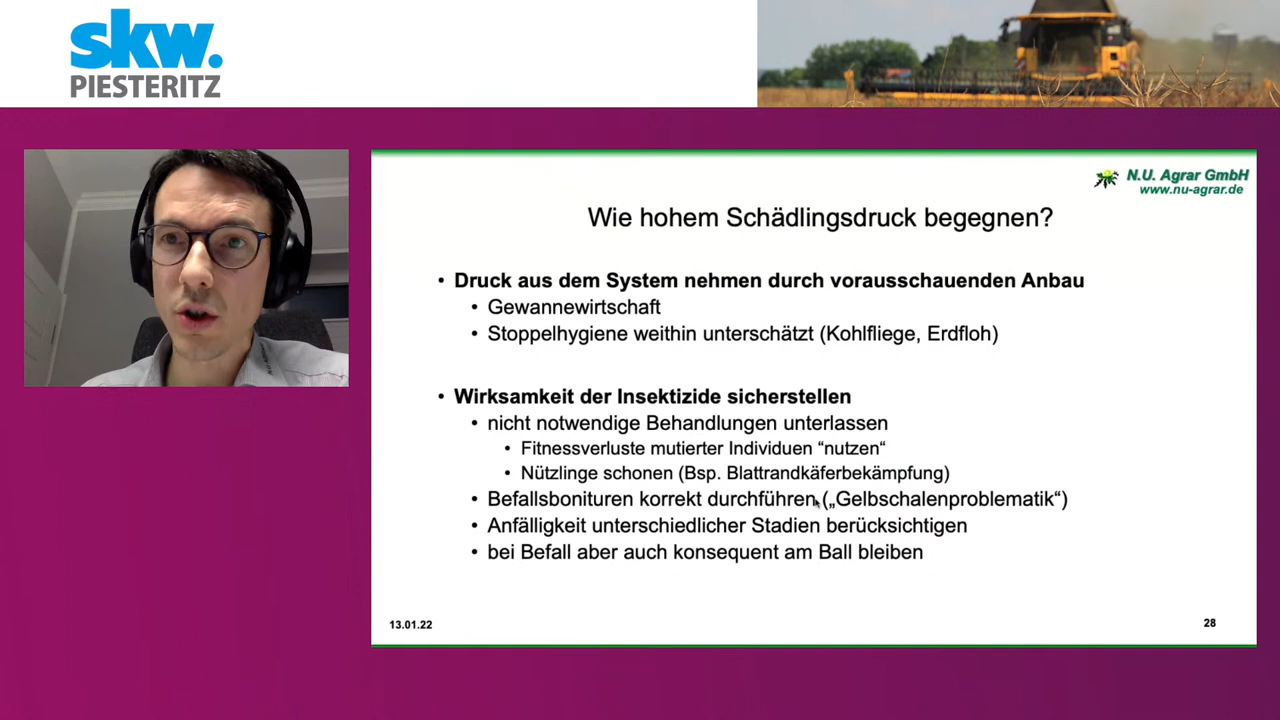 skw.
PIESTERITZ
N.U. Agrar GmbH
www.nu-agrar.de
Wie hohem Schädlingsdruck begegnen?
• Druck aus dem System nehmen durch vorausschauenden Anbau
• Gewannewirtschaft
• Stoppelhygiene weithin unterschätzt (Kohlfliege, Erdfloh)
• Wirksamkeit der Insektizide sicherstellen
• nicht notwendige Behandlungen unterlassen
• Fitnessverluste mutierter Individuen “nutzen“
• Nützlinge schonen (Bsp. Blattrandkäferbekämpfung)
• Befallsbonituren korrekt durchführen („Gelbschalenproblematik“)
• Anfälligkeit unterschiedlicher Stadien berücksichtigen
• bei Befall aber auch konsequent am Ball bleiben
13.01.22
28